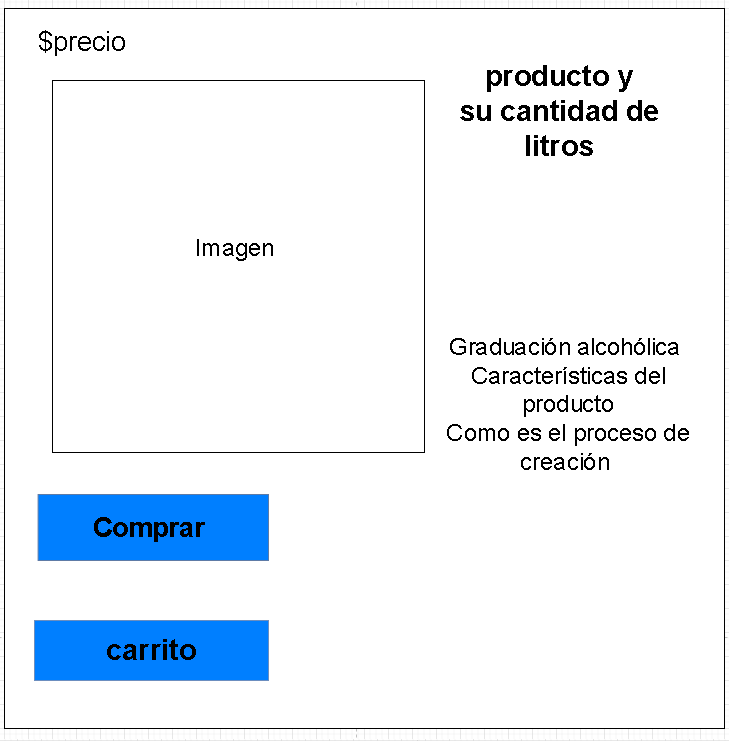 $precio
producto y
su cantidad de
litros
Imagen
Graduación alcohólica
Características del
producto
Como es el proceso de
creación
Comprar
carrito